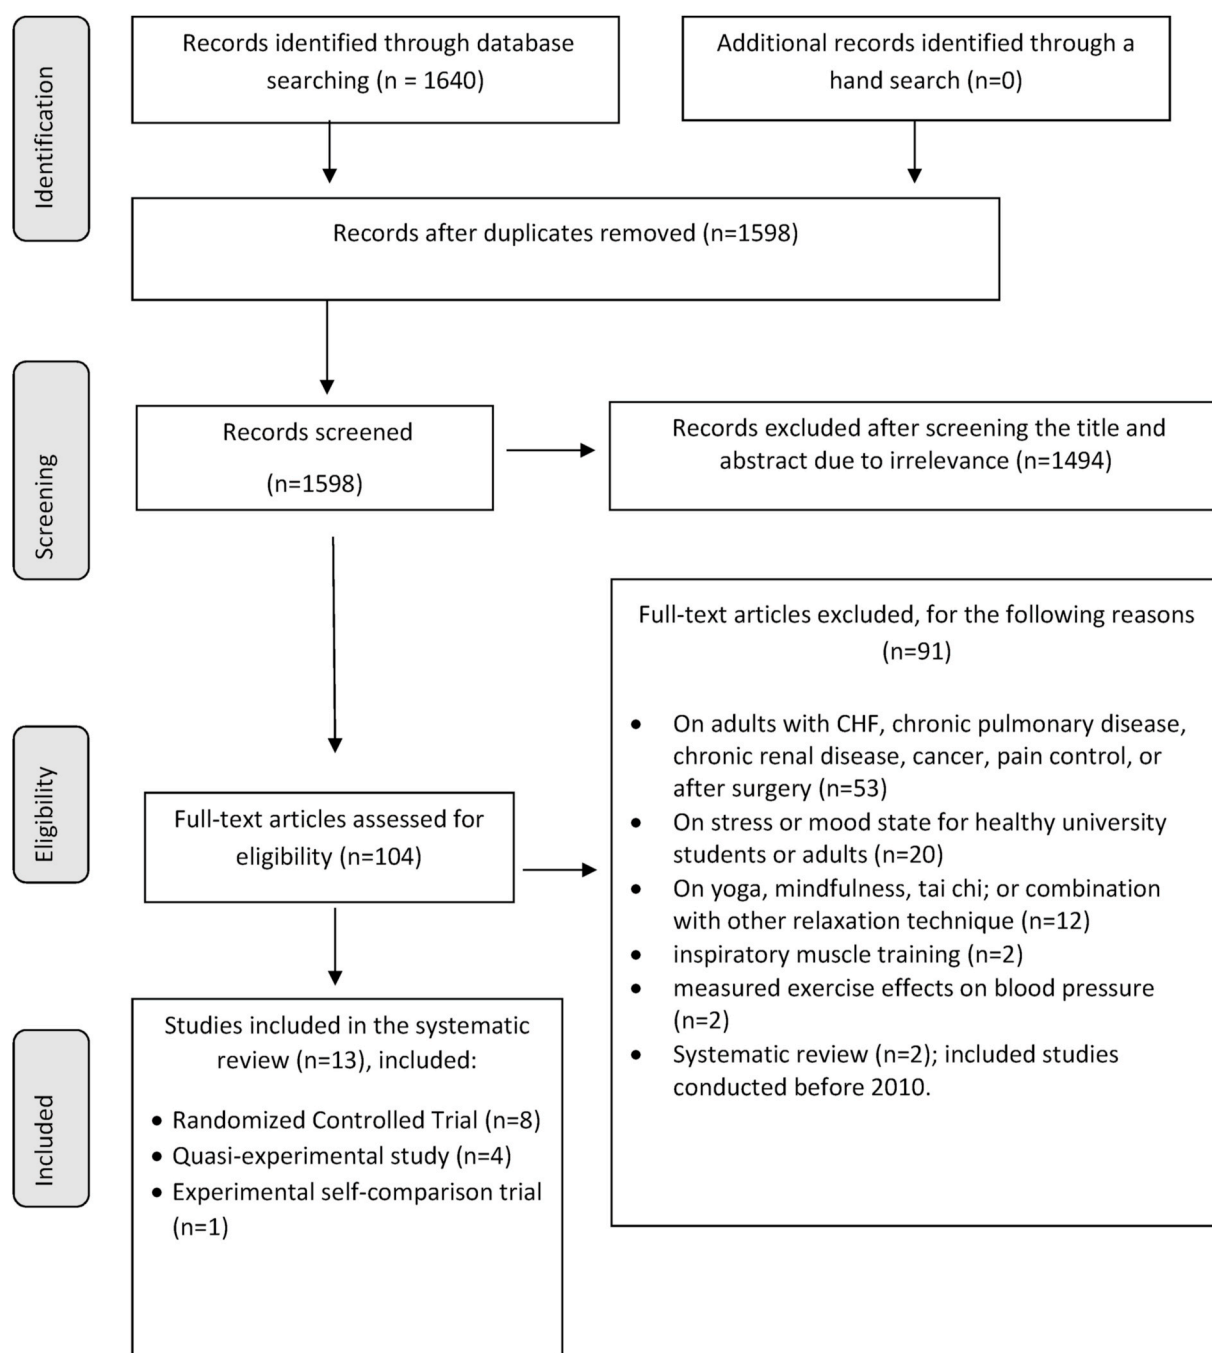 Identification
Records identified through database
searching (n = 1640)
Additional records identified through a
hand search (n=0)
Records after duplicates removed (n=1598)
Screening
Records screened
(n=1598)
Records excluded after screening the title and
abstract due to irrelevance (n=1494)
Eligibility
Full-text articles assessed for
eligibility (n=104)
Full-text articles excluded, for the following reasons
(n=91)
• On adults with CHF, chronic pulmonary disease,
chronic renal disease, cancer, pain control, or
after surgery (n=53)
• On stress or mood state for healthy university
students or adults (n=20)
• On yoga, mindfulness, tai chi; or combination
with other relaxation technique (n=12)
• inspiratory muscle training (n=2)
• measured exercise effects on blood pressure
(n=2)
• Systematic review (n=2); included studies
conducted before 2010.
Included
Studies included in the systematic
review (n=13), included:
• Randomized Controlled Trial (n=8)
• Quasi-experimental study (n=4)
• Experimental self-comparison trial
(n=1)